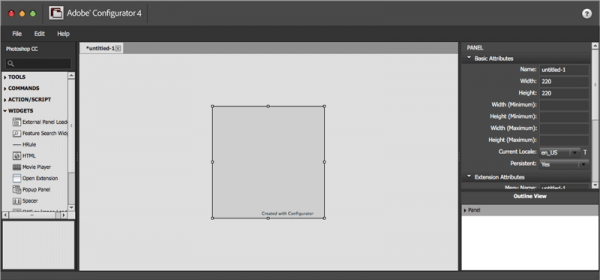 Adobe® Configurator 4
File Edit Help
Photoshop CC
TOOLS
COMMANDS
ACTION/SCRIPT
WIDGETS
External Panel Loade
Feature Search Widg
HRule
HTML
Movie Player
Open Extension
Popup Panel
Spacer
*untitled-1
Created with Configurator
PANEL
Basic Attributes
Name: untitled-1
Width: 220
Height: 220
Width (Minimum):
Height (Minimum):
Width (Maximum):
Height (Maximum):
Current Locale: en_US
Persistent: Yes
Extension Attributes
Menu Name: untitled-1
Outline View
Panel